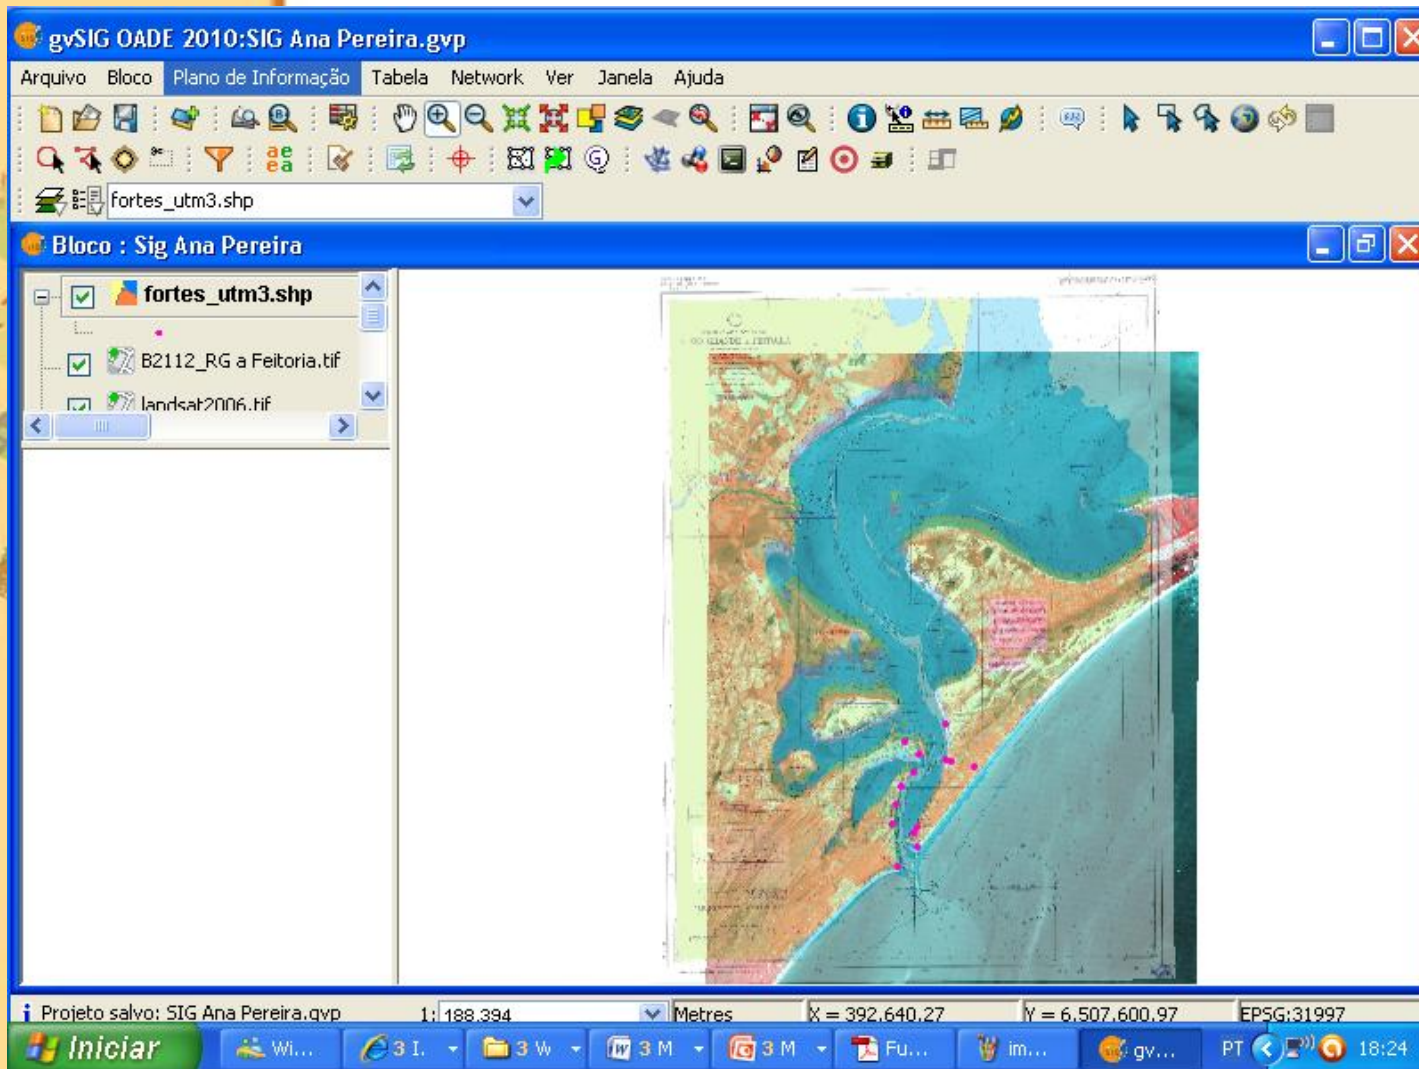 gvSIG OADE 2010:SIG Ana Pereira.gvp
Arquivo Bloco Plano de Informação Tabela Network Ver Janela Ajuda
fortes_utm3.shp
Bloco : Sig Ana Pereira
fortes_utm3.shp
B2112_RG a Feitoria.tif
landsat2006.tif
Projeto salvo: SIG Ana Pereira.gvp 1: 188.394 Metres X = 392.640,27 Y = 6.507.600,97 EPSG:31997
Iniciar Wi... 3 I. 3 W 3 M 3 M Fu... im... gv... PT 18:24